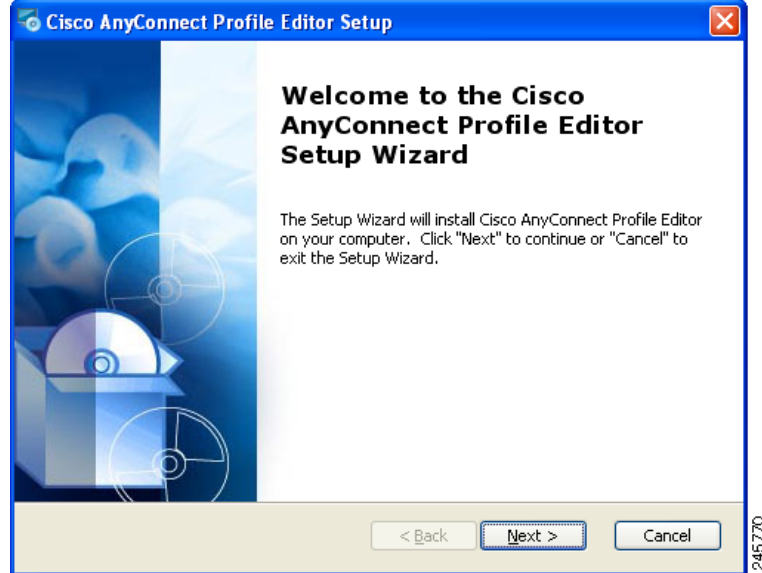 Cisco AnyConnect Profile Editor Setup
Welcome to the Cisco
AnyConnect Profile Editor
Setup Wizard
The Setup Wizard will install Cisco AnyConnect Profile Editor
on your computer.  Click "Next" to continue or "Cancel" to
exit the Setup Wizard.
< Back
Next >
Cancel
245770